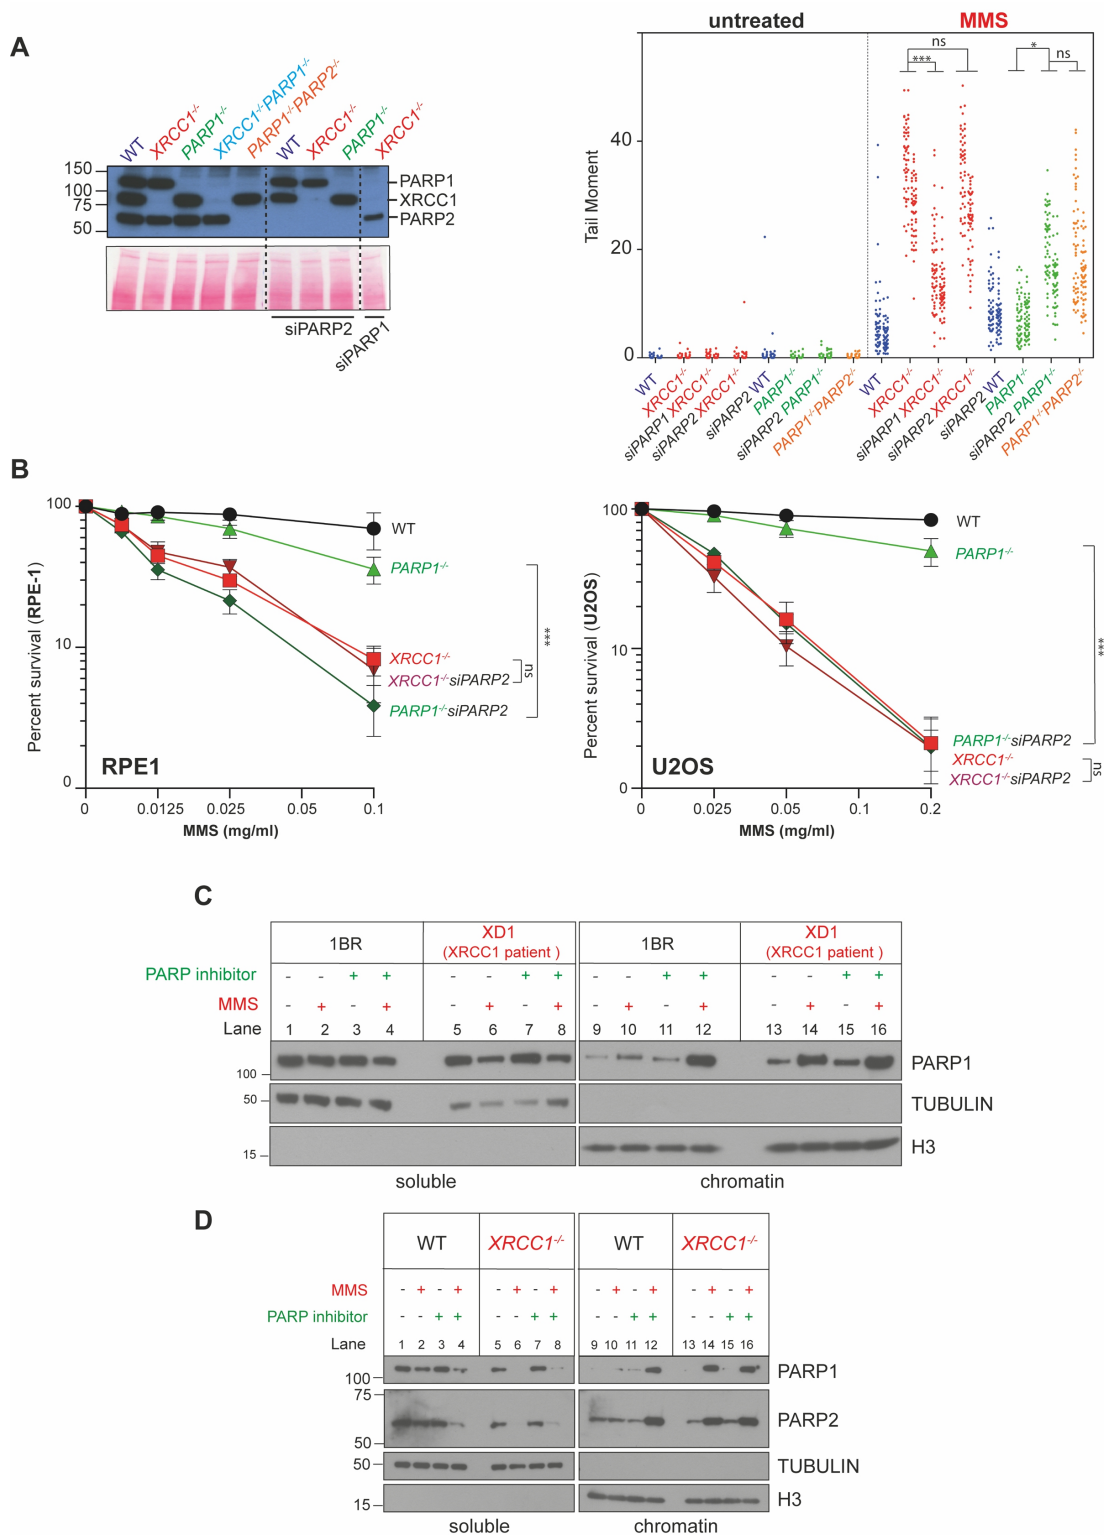 A
untreated
MMS
WT
XRCC1-/-
PARP1-/-
XRCC1-/-PARP1-/-
PARP1-/-PARP2-/-
WT
XRCC1-/-
PARP1-/-
XRCC1-/-
150
100
75
50
PARP1
XRCC1
PARP2
siPARP2
siPARP1
Tail Moment
40
20
0
ns
***
*
ns
WT
XRCC1-/-
siPARP1 XRCC1-/-
siPARP2 XRCC1-/-
siPARP2 WT
PARP1-/-
siPARP2 PARP1-/-
PARP1-/-PARP2-/-
WT
XRCC1-/-
siPARP1 XRCC1-/-
siPARP2 XRCC1-/-
siPARP2 WT
PARP1-/-
siPARP2 PARP1-/-
PARP1-/-PARP2-/-
B
Percent survival (RPE-1)
100
10
0
WT
PARP1-/-
XRCC1-/-
XRCC1-/-siPARP2
PARP1-/-siPARP2
ns
***
RPE1
0 0.0125 0.025 0.05 0.1
MMS (mg/ml)
Percent survival (U2OS)
100
10
0
WT
PARP1-/-
PARP1-/-siPARP2
XRCC1-/-
XRCC1-/-siPARP2
***
ns
U2OS
0 0.025 0.05 0.2
MMS (mg/ml)
C
1BR XD1 1BR XD1
(XRCC1 patient ) (XRCC1 patient )
PARP inhibitor - - + + - - + + - - + + - - + +
MMS - + - + - + - + - + - + - + - +
Lane 1 2 3 4 5 6 7 8 9 10 11 12 13 14 15 16
100 PARP1
50 TUBULIN
15 H3
soluble chromatin
D
WT XRCC1-/- WT XRCC1-/-
MMS - + - + - + - + - + - + - + - +
PARP inhibitor - - + + - - + + - - + + - - + +
Lane 1 2 3 4 5 6 7 8 9 10 11 12 13 14 15 16
100 PARP1
75
PARP2
50
50 TUBULIN
15 H3
soluble chromatin